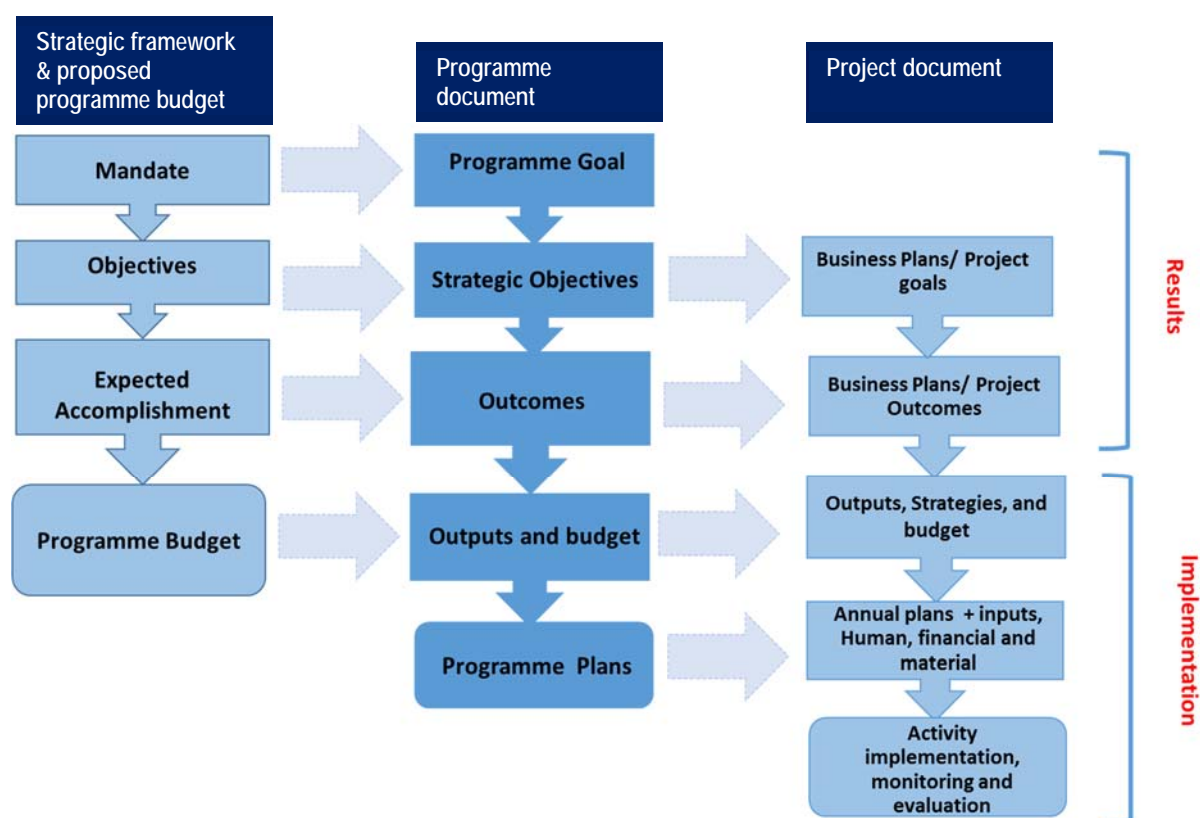 Strategic framework
& proposed
programme budget
Programme
document
Project document
Mandate
Programme Goal
Objectives
Strategic Objectives
Business Plans/ Project
goals
Results
Expected
Accomplishment
Outcomes
Business Plans/ Project
Outcomes
Programme Budget
Outputs and budget
Outputs, Strategies, and
budget
Implementation
Programme Plans
Annual plans + inputs,
Human, financial and
material
Activity
implementation,
monitoring and
evaluation